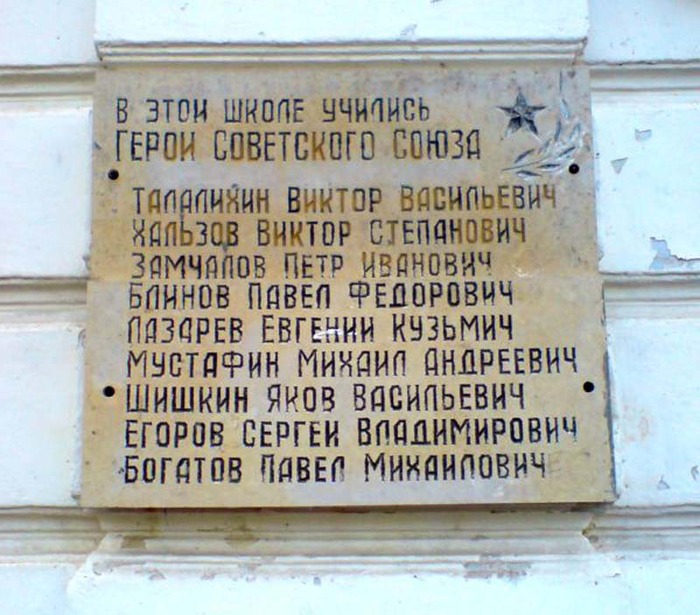 В ЭТОЙ ШКОЛЕ УЧИЛИСЬ
ГЕРОИ СОВЕТСКОГО СОЮЗА
ТАЛАЛИХИН ВИКТОР ВАСИЛЬЕВИЧ
ХАЛЬЗОВ ВИКТОР СТЕПАНОВИЧ
ЗАМЧАЛОВ ПЕТР ИВАНОВИЧ
БЛИНОВ ПАВЕЛ ФЕДОРОВИЧ
ЛАЗАРЕВ ЕВГЕНИЙ КУЗЬМИЧ
МУСТАФИН МИХАИЛ АНДРЕЕВИЧ
ШИШКИН ЯКОВ ВАСИЛЬЕВИЧ
ЕГОРОВ СЕРГЕЙ ВЛАДИМИРОВИЧ
БОГАТОВ ПАВЕЛ МИХАЙЛОВИЧ